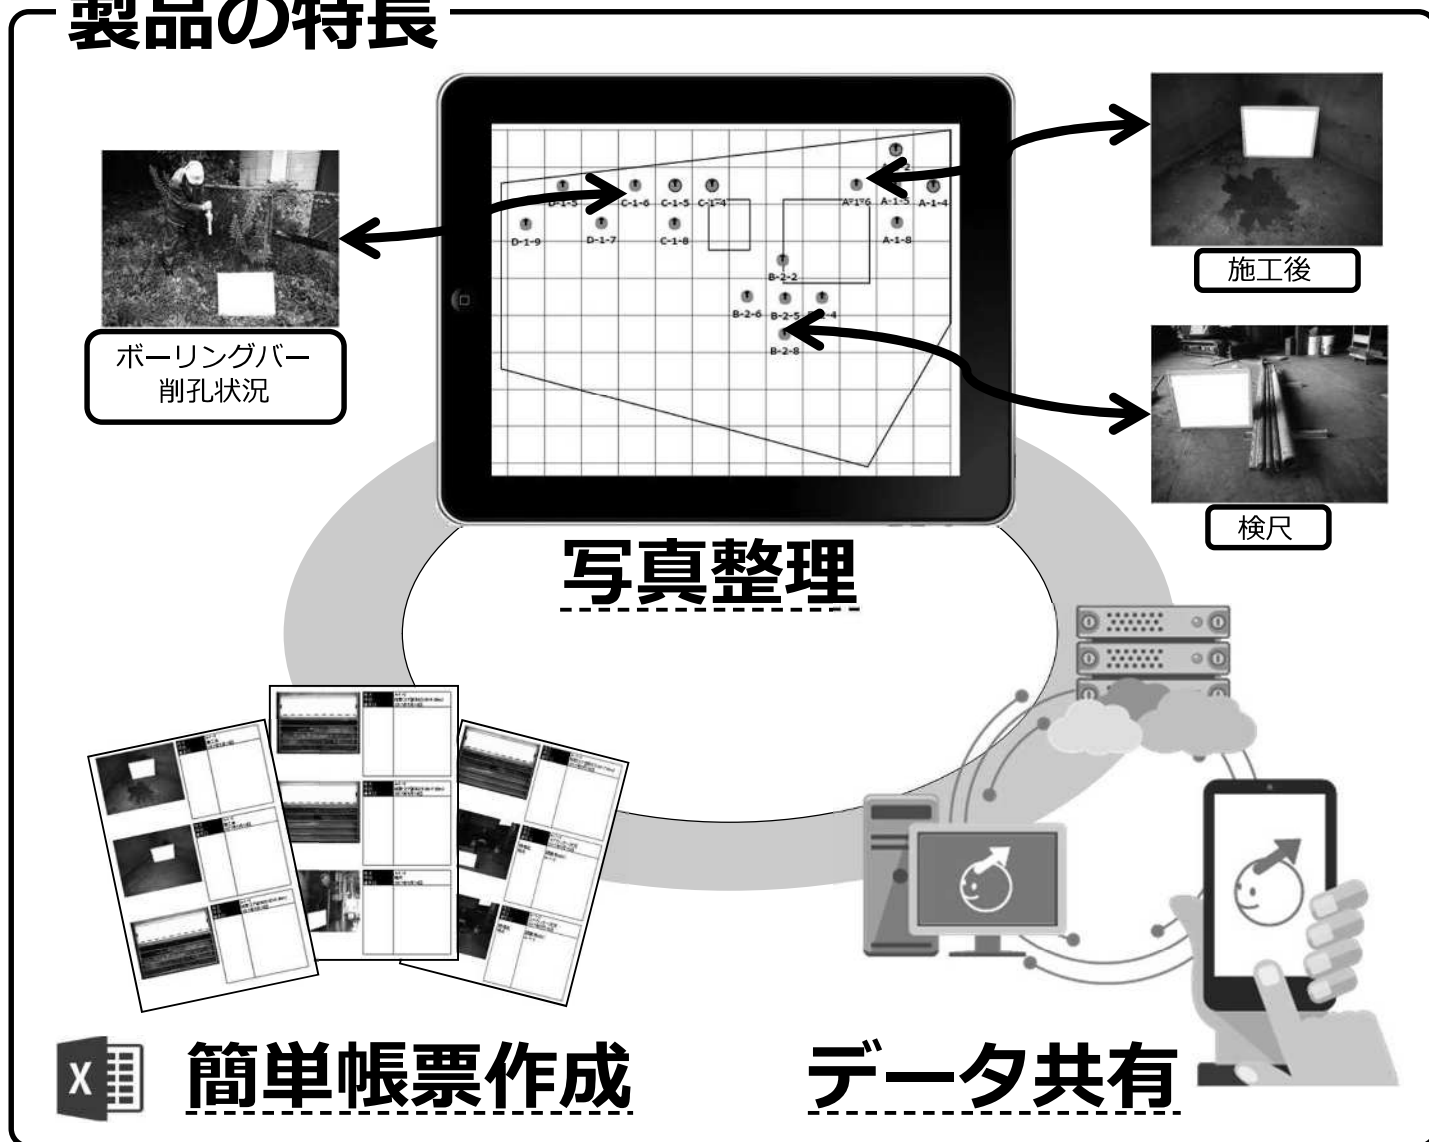 製品の特長
D-1-5
C-1-6
C-1-5
C-1-4
A-1-6
A-1-5
A-1-4
D-1-9
D-1-7
C-1-8
A-1-8
B-2-2
B-2-6
B-2-5
B-2-8
施工後
ボーリングバー
削孔状況
検尺
写真整理
X
簡単帳票作成
データ共有